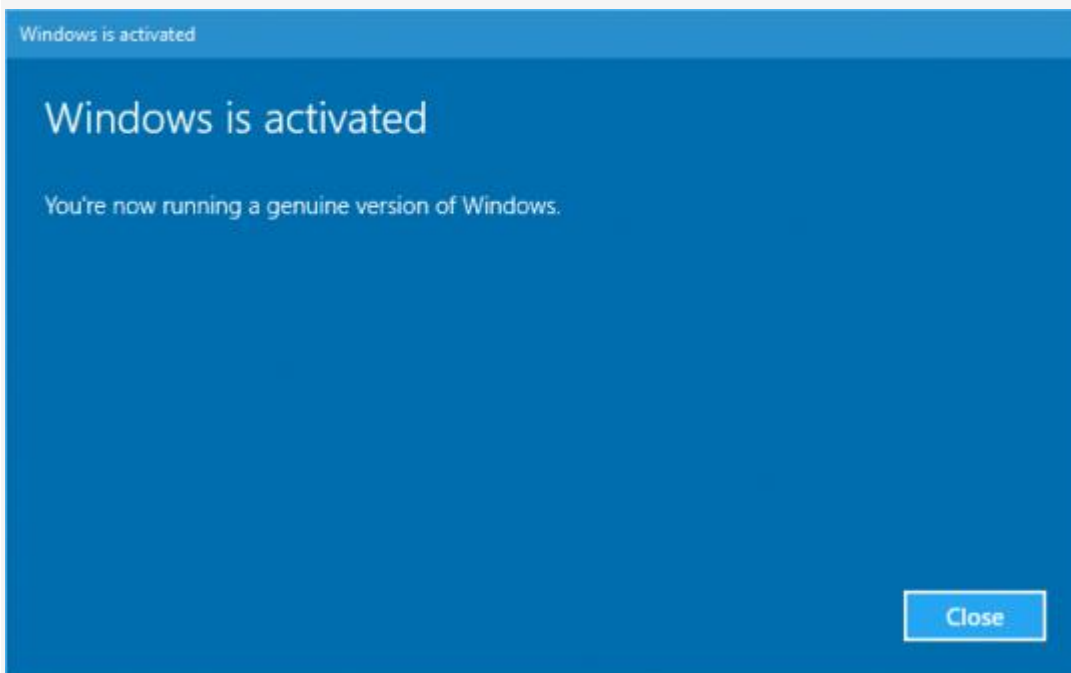 Windows is activated
Windows is activated
You're now running a genuine version of Windows.
Close